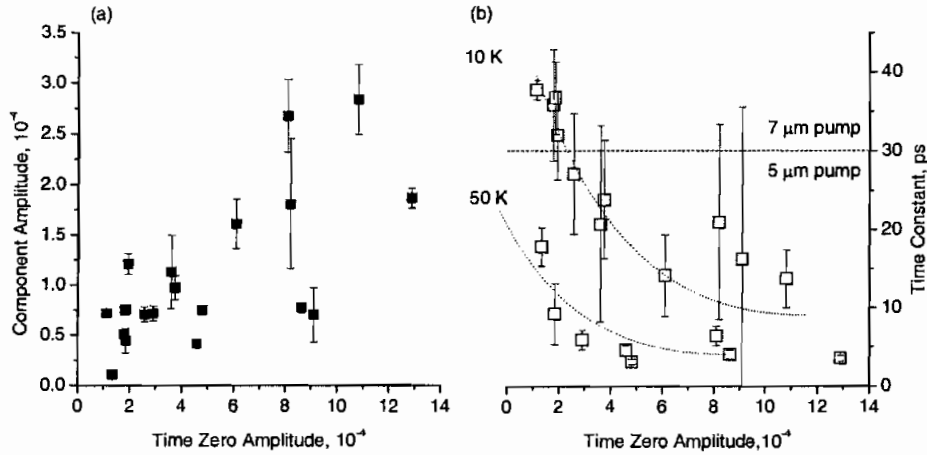 (a)
3.5
3.0
2.5
2.0
1.5
1.0
0.5
0.0
Component Amplitude, 10⁻⁴
2 4 6 8 10 12 14
Time Zero Amplitude, 10⁻⁴
(b)
10 K
50 K
7 µm pump
5 µm pump
40
30
20
10
0
Time Constant, ps
0 2 4 6 8 10 12 14
Time Zero Amplitude,10⁻⁴